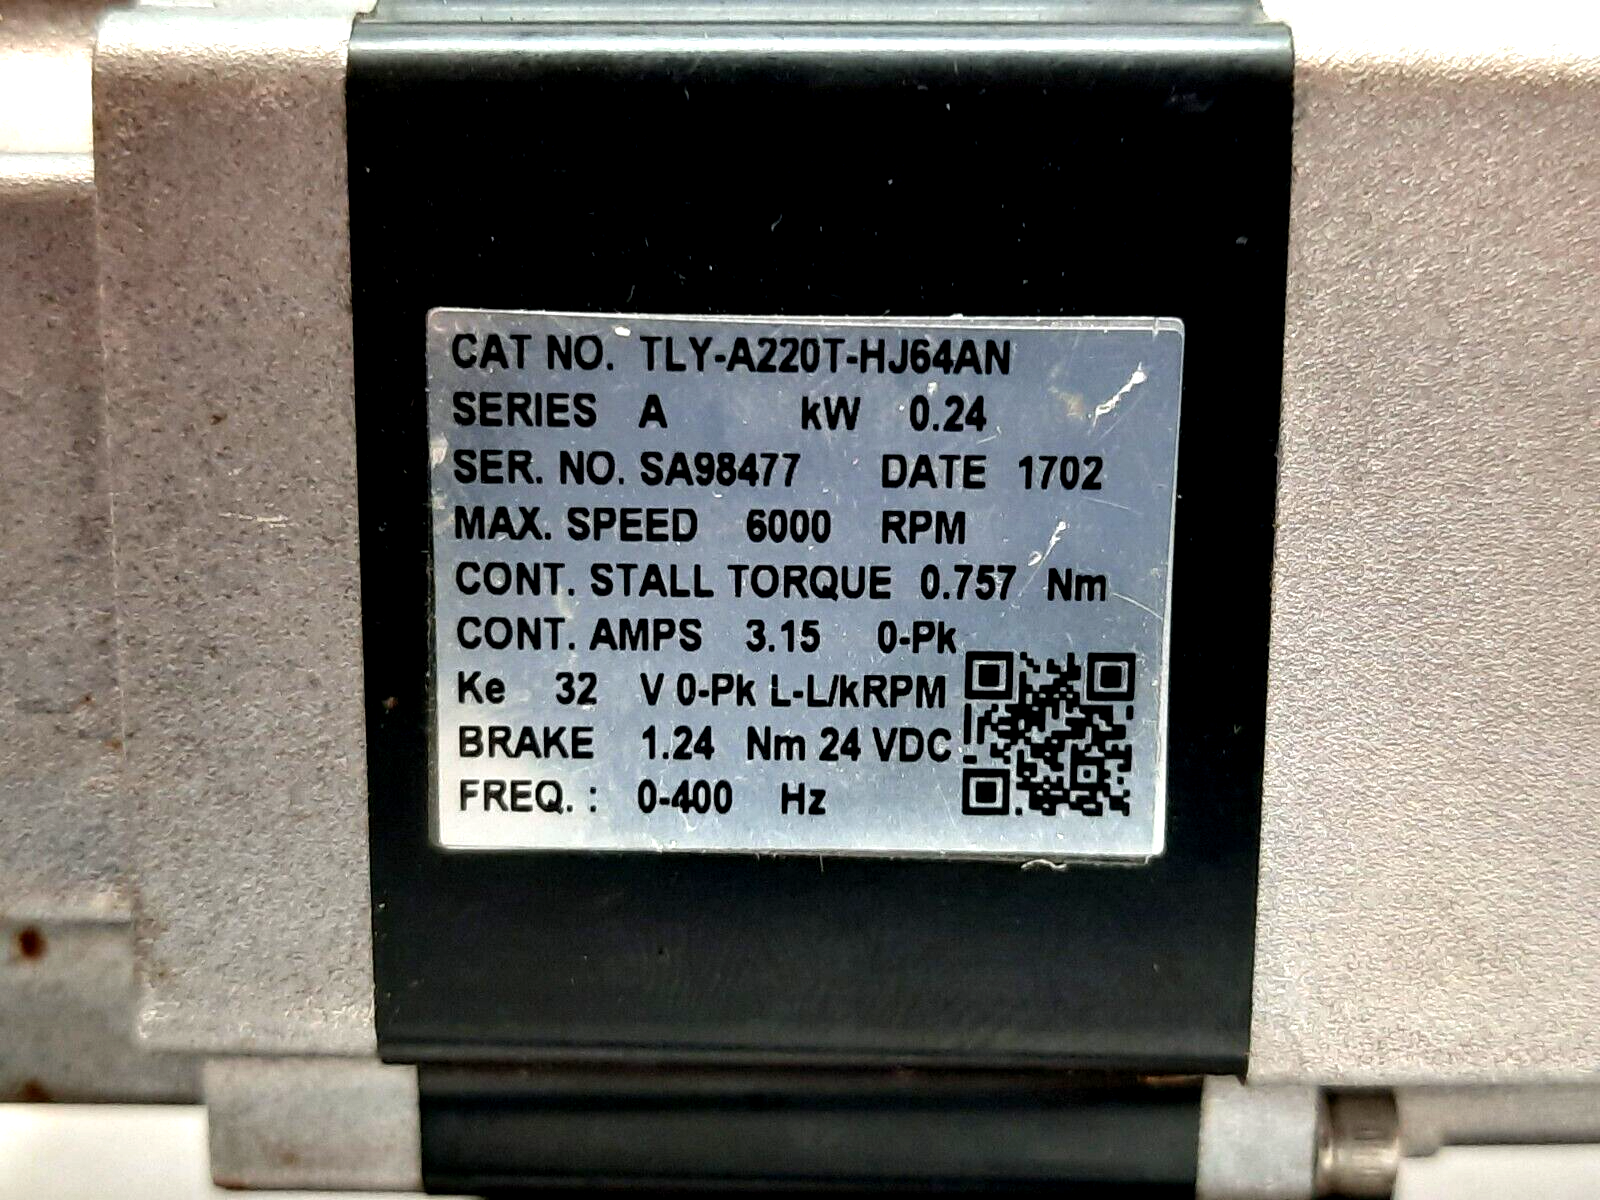 CAT NO. TLY-A220T-HJ64AN
SERIES A kW 0.24
SER. NO. SA98477 DATE 1702
MAX. SPEED 6000 RPM
CONT. STALL TORQUE 0.757 Nm
CONT. AMPS 3.15 0-Pk
Ke 32 V 0-Pk L-L/kRPM
BRAKE 1.24 Nm 24 VDC
FREQ. : 0-400 Hz